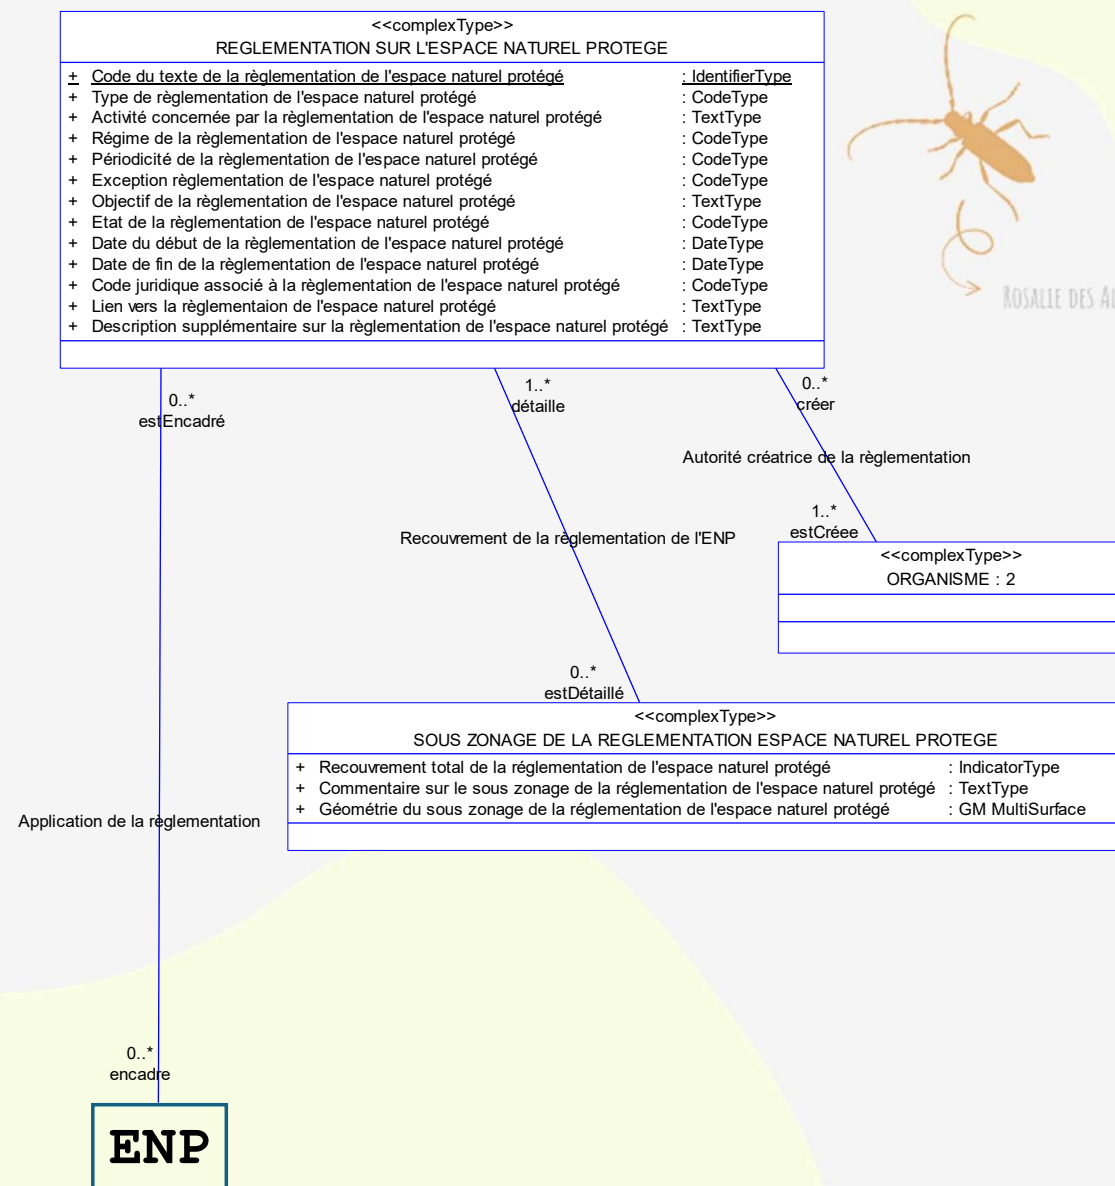 <<complexType>>
REGLEMENTATION SUR L'ESPACE NATUREL PROTEGE
+ Code du texte de la règlementation de l'espace naturel protégé : IdentifierType
+ Type de règlementation de l'espace naturel protégé : CodeType
+ Activité concernée par la règlementation de l'espace naturel protégé : TextType
+ Régime de la règlementation de l'espace naturel protégé : CodeType
+ Périodicité de la règlementation de l'espace naturel protégé : CodeType
+ Exception règlementation de l'espace naturel protégé : CodeType
+ Objectif de la règlementation de l'espace naturel protégé : TextType
+ Etat de la règlementation de l'espace naturel protégé : CodeType
+ Date du début de la règlementation de l'espace naturel protégé : DateType
+ Date de fin de la règlementation de l'espace naturel protégé : DateType
+ Code juridique associé à la règlementation de l'espace naturel protégé : CodeType
+ Lien vers la règlementaion de l'espace naturel protégé : TextType
+ Description supplémentaire sur la règlementation de l'espace naturel protégé : TextType
ROSALIE DES
0..*
estEncadré
1..*
détaille
0..*
créer
Autorité créatrice de la règlementation
1..*
estCréee
Recouvrement de la règlementation de l'ENP
<<complexType>>
ORGANISME : 2
0..*
estDétaillé
<<complexType>>
SOUS ZONAGE DE LA REGLEMENTATION ESPACE NATUREL PROTEGE
+ Recouvrement total de la réglementation de l'espace naturel protégé : IndicatorType
+ Commentaire sur le sous zonage de la réglementation de l'espace naturel protégé : TextType
+ Géométrie du sous zonage de la réglementation de l'espace naturel protégé : GM MultiSurface
Application de la règlementation
0..*
encadre
ENP